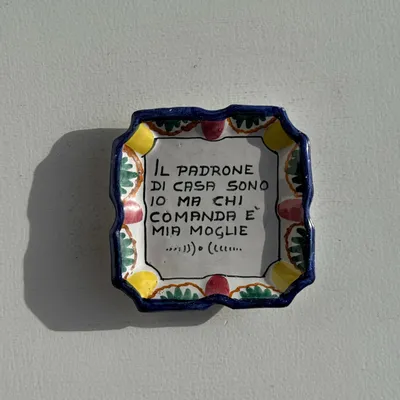 IL PADRONE
DI CASA SONO
IO MA CHI
COMANDA È
MIA MOGLIE